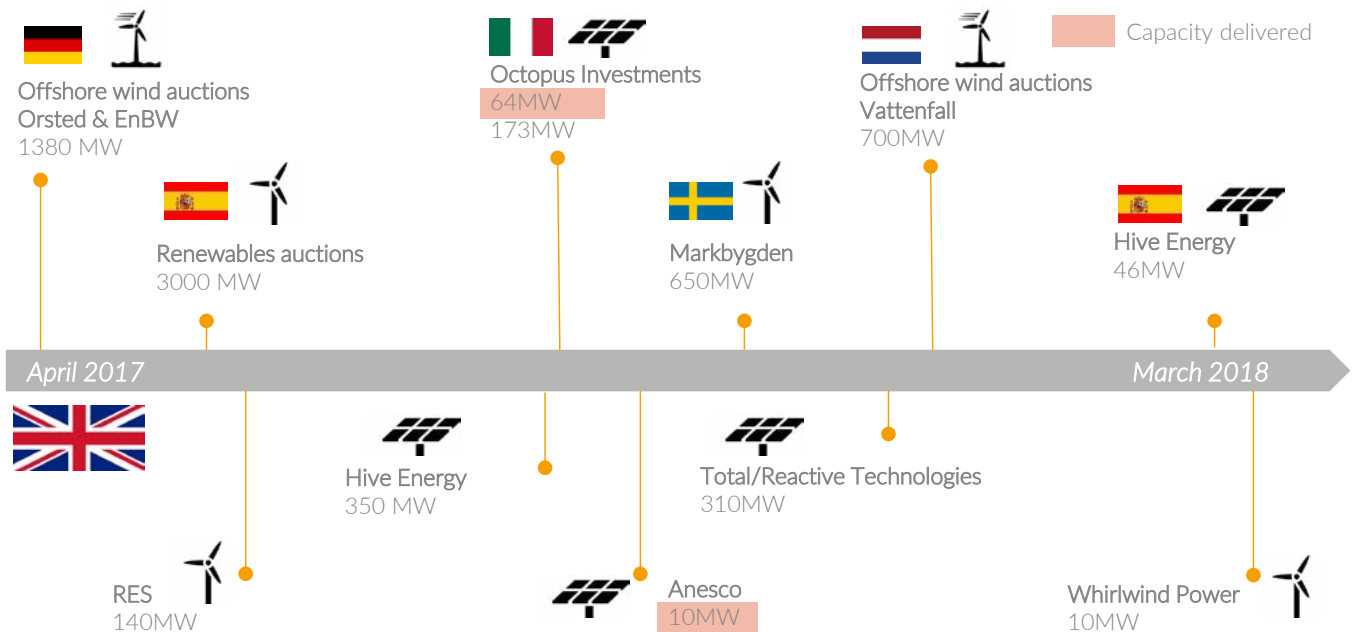 Offshore wind auctions
Orsted & EnBW
1380 MW
Octopus Investments
64MW
173MW
Offshore wind auctions
Vattenfall
700MW
Capacity delivered
Renewables auctions
3000 MW
Markbygden
650MW
Hive Energy
46MW
April 2017
March 2018
Hive Energy
350 MW
Total/Reactive Technologies
310MW
RES
140MW
Anesco
10MW
Whirlwind Power
10MW